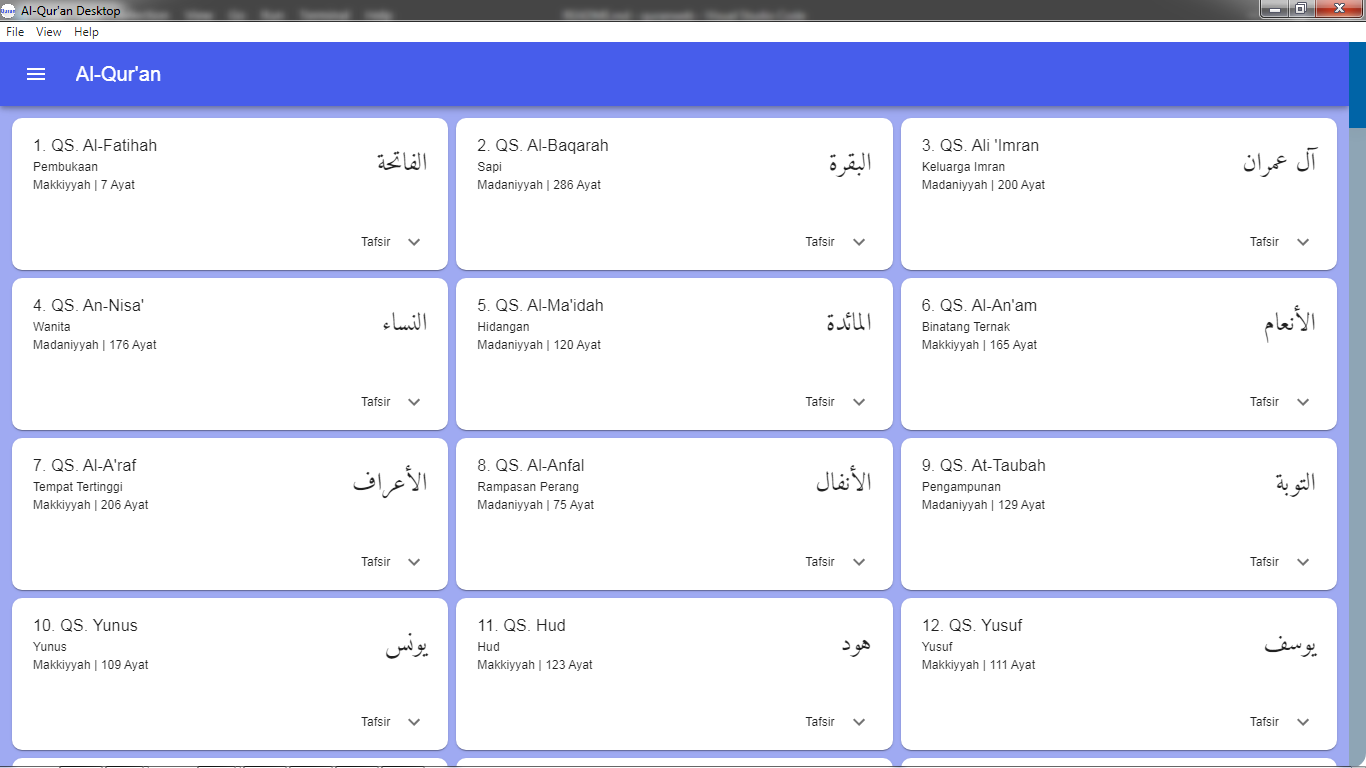 Al-Qur'an Desktop
File View Help
Al-Qur'an
1. QS. Al-Fatihah
Pembukaan
Makkiyyah | 7 Ayat
الفاتحة
Tafsir
2. QS. Al-Baqarah
Sapi
Madaniyyah | 286 Ayat
البقرة
Tafsir
3. QS. Ali 'Imran
Keluarga Imran
Madaniyyah | 200 Ayat
آل عمران
Tafsir
4. QS. An-Nisa'
Wanita
Madaniyyah | 176 Ayat
النساء
Tafsir
5. QS. Al-Ma'idah
Hidangan
Madaniyyah | 120 Ayat
المائدة
Tafsir
6. QS. Al-An'am
Binatang Ternak
Makkiyyah | 165 Ayat
الأنعام
Tafsir
7. QS. Al-A'raf
Tempat Tertinggi
Makkiyyah | 206 Ayat
الأعراف
Tafsir
8. QS. Al-Anfal
Rampasan Perang
Madaniyyah | 75 Ayat
الأنفال
Tafsir
9. QS. At-Taubah
Pengampunan
Madaniyyah | 129 Ayat
التوبة
Tafsir
10. QS. Yunus
Yunus
Makkiyyah | 109 Ayat
يونس
Tafsir
11. QS. Hud
Hud
Makkiyyah | 123 Ayat
هود
Tafsir
12. QS. Yusuf
Yusuf
Makkiyyah | 111 Ayat
يوسف
Tafsir